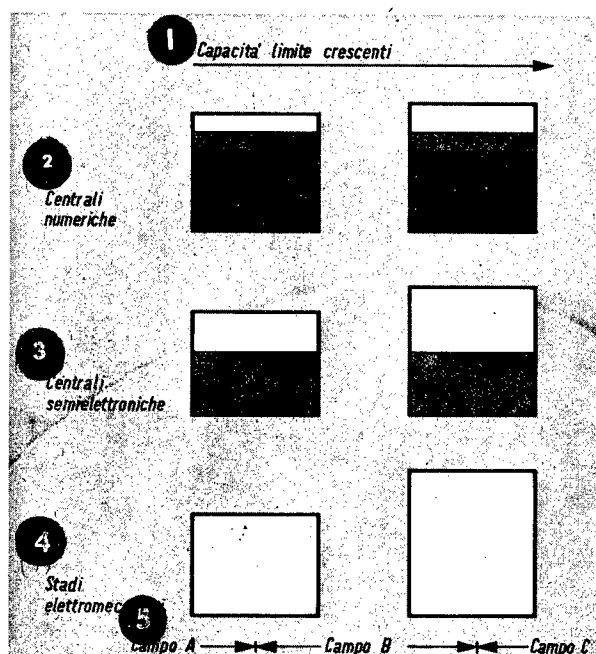 1
Capacita' limite crescenti
2
Centrali
numeriche
3
Centrali
semielettroniche
4
Stadi
5
Campo A
Campo B
Campo C